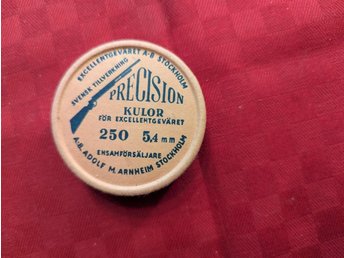 EXCELLENTGEVÄRET A-B STOCKHOLM
SVENSK TILLVERKNING
PRECISION
KULOR
FÖR EXCELLENTGEVÄRET
250 5,4 mm
ENSAMFÖRSÄLJARE
A.B. ADOLF M. ARNHEIM STOCKHOLM